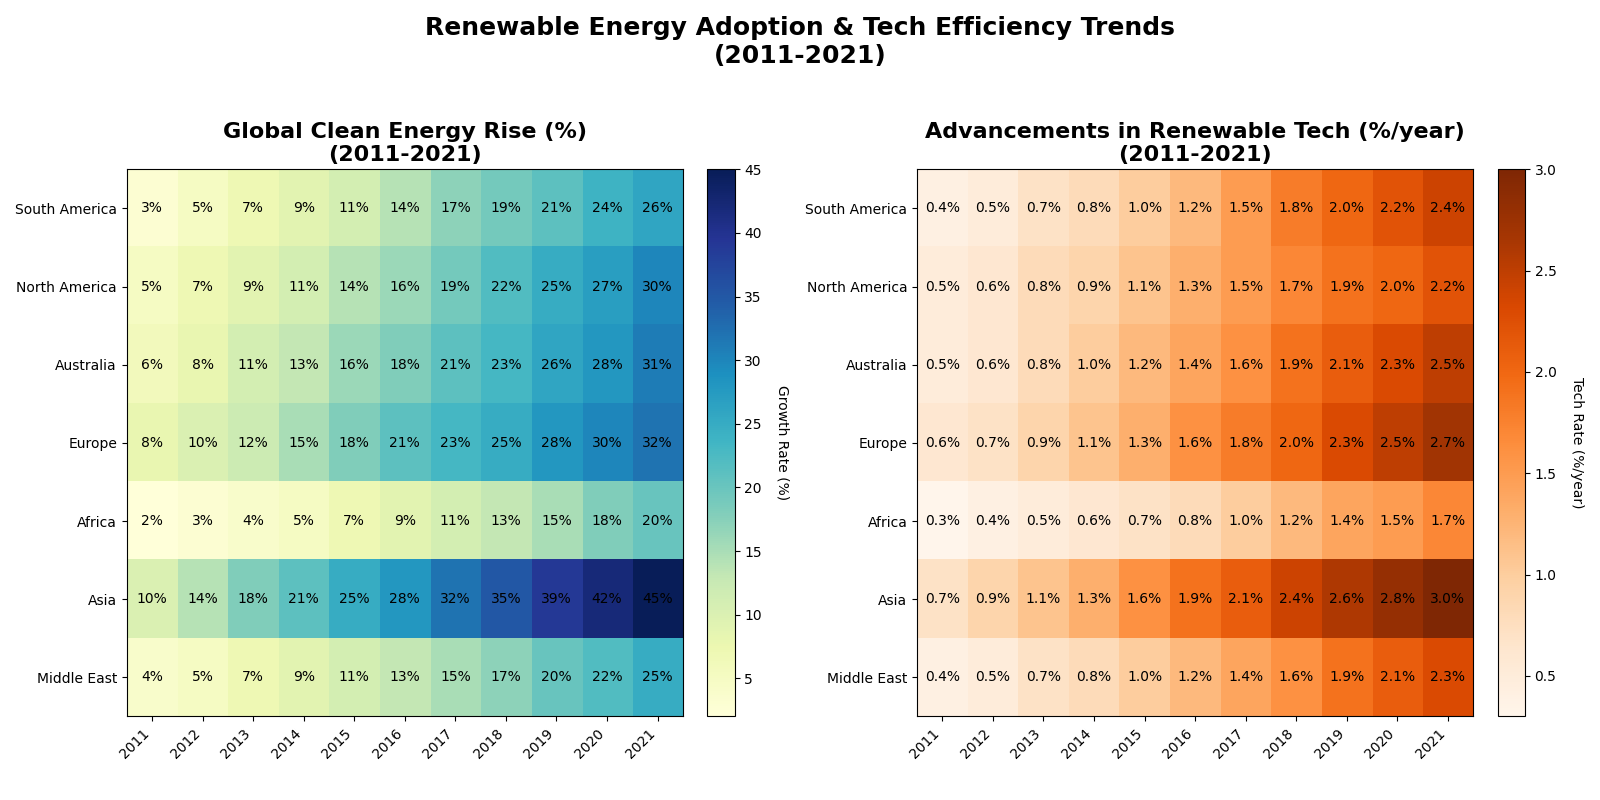 Renewable Energy Adoption & Tech Efficiency Trends
(2011-2021)
Global Clean Energy Rise (%)
(2011-2021)
South America 3% 5% 7% 9% 11% 14% 17% 19% 21% 24% 26%
North America 5% 7% 9% 11% 14% 16% 19% 22% 25% 27% 30%
Australia 6% 8% 11% 13% 16% 18% 21% 23% 26% 28% 31%
Europe 8% 10% 12% 15% 18% 21% 23% 25% 28% 30% 32%
Africa 2% 3% 4% 5% 7% 9% 11% 13% 15% 18% 20%
Asia 10% 14% 18% 21% 25% 28% 32% 35% 39% 42% 45%
Middle East 4% 5% 7% 9% 11% 13% 15% 17% 20% 22% 25%
2011 2012 2013 2014 2015 2016 2017 2018 2019 2020 2021
45
40
35
30
25
20
15
10
5
Growth Rate (%)
Advancements in Renewable Tech (%/year)
(2011-2021)
South America 0.4% 0.5% 0.7% 0.8% 1.0% 1.2% 1.5% 1.8% 2.0% 2.2% 2.4%
North America 0.5% 0.6% 0.8% 0.9% 1.1% 1.3% 1.5% 1.7% 1.9% 2.0% 2.2%
Australia 0.5% 0.6% 0.8% 1.0% 1.2% 1.4% 1.6% 1.9% 2.1% 2.3% 2.5%
Europe 0.6% 0.7% 0.9% 1.1% 1.3% 1.6% 1.8% 2.0% 2.3% 2.5% 2.7%
Africa 0.3% 0.4% 0.5% 0.6% 0.7% 0.8% 1.0% 1.2% 1.4% 1.5% 1.7%
Asia 0.7% 0.9% 1.1% 1.3% 1.6% 1.9% 2.1% 2.4% 2.6% 2.8% 3.0%
Middle East 0.4% 0.5% 0.7% 0.8% 1.0% 1.2% 1.4% 1.6% 1.9% 2.1% 2.3%
2011 2012 2013 2014 2015 2016 2017 2018 2019 2020 2021
3.0
2.5
2.0
1.5
1.0
0.5
Tech Rate (%/year)